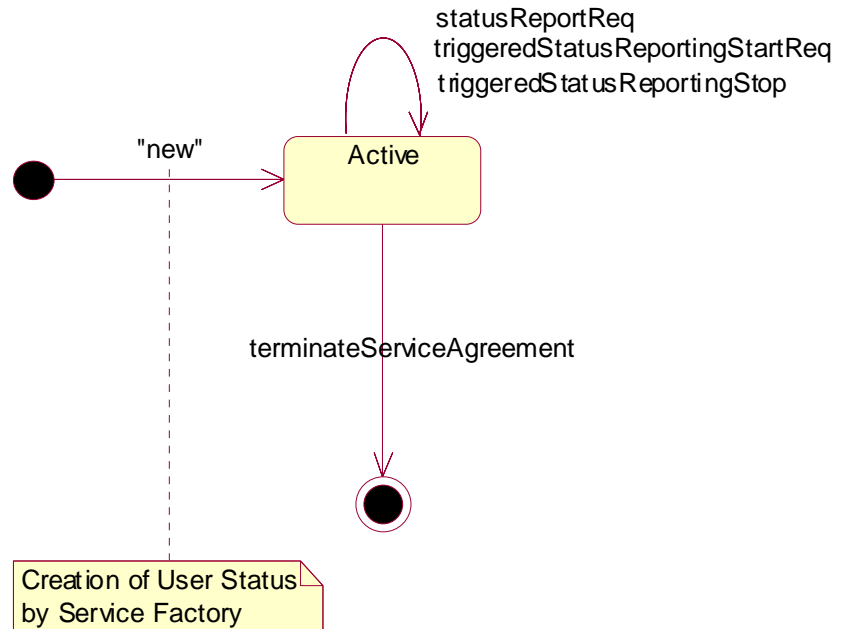 statusReportReq
triggeredStatusReportingStartReq
triggeredStatusReportingStop
"new"
Active
terminateServiceAgreement
Creation of User Status
by Service Factory